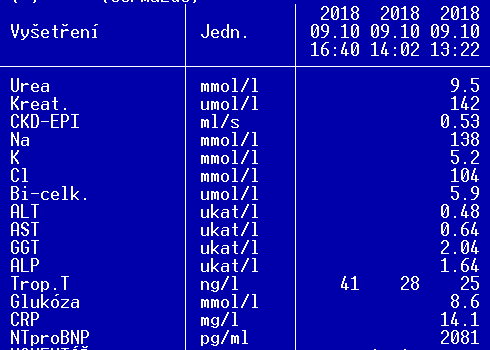 2018 2018 2018
Vyšetření Jedn. 09.10 09.10 09.10
16:40 14:02 13:22
Urea mmol/l 9.5
Kreat. umol/l 142
CKD-EPI ml/s 0.53
Na mmol/l 138
K mmol/l 5.2
Cl mmol/l 104
Bi-celk. umol/l 5.9
ALT ukat/l 0.48
AST ukat/l 0.64
GGT ukat/l 2.04
ALP ukat/l 1.64
Trop.T ng/l 41 28 25
Glukóza mmol/l 8.6
CRP mg/l 14.1
NTproBNP pg/ml 2081